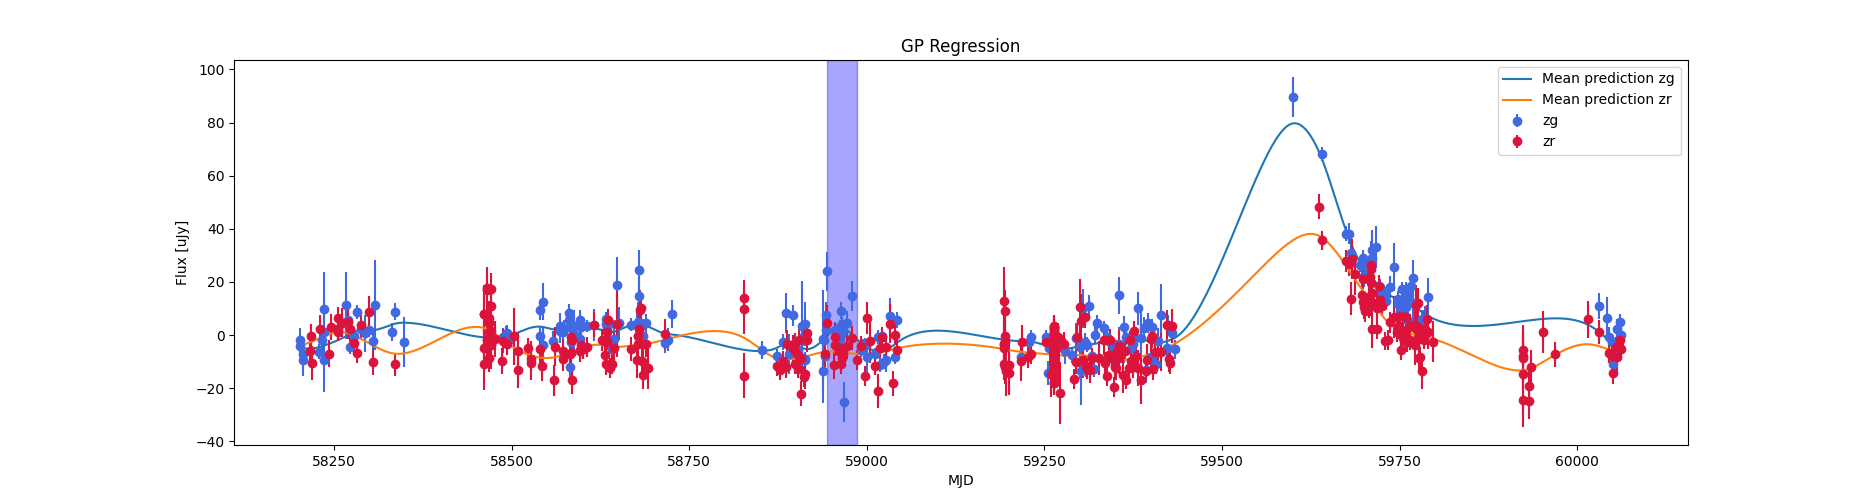 GP Regression
100
80
60
40
20
0
−20
−40
Flux [uJy]
58250
58500
58750
59000
59250
59500
59750
60000
MJD
Mean prediction zg
Mean prediction zr
zg
zr